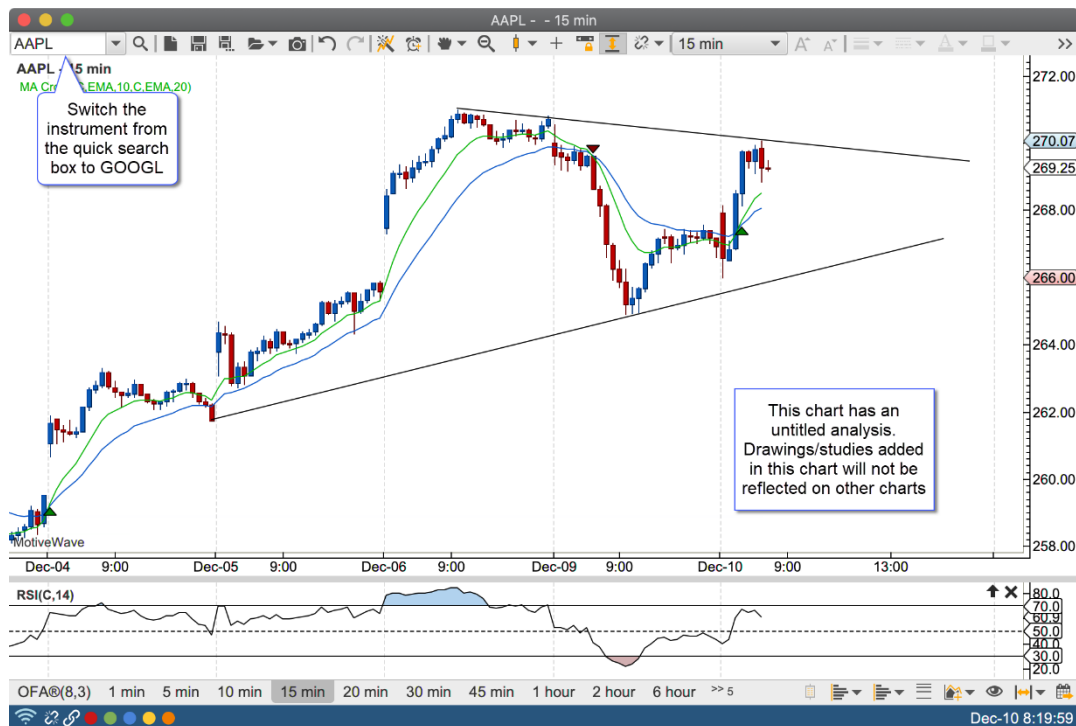 AAPL - - 15 min
AAPL
15 min
AAPL - 15 min
MA Cr
C,EMA,10,C,EMA,20)
Switch the
instrument from
the quick search
box to GOOGL
272.00
270.07
269.25
268.00
266.00
264.00
262.00
260.00
258.00
This chart has an
untitled analysis.
Drawings/studies added
in this chart will not be
reflected on other charts
MotiveWave
Dec-04 9:00 Dec-05 9:00 Dec-06 9:00 Dec-09 9:00 Dec-10 9:00 13:00
RSI(C,14)
80.0
70.0
60.9
50.0
30.0
20.0
OFA®(8,3) 1 min 5 min 10 min 15 min 20 min 30 min 45 min 1 hour 2 hour 6 hour >> 5
Dec-10 8:19:59